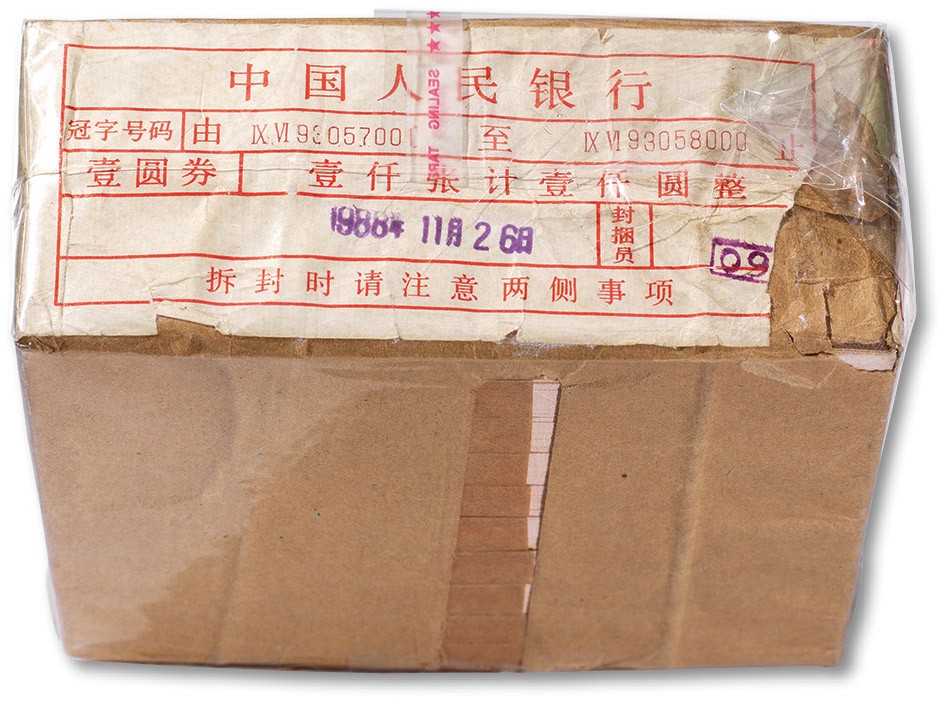 中国人民银行
冠字号码 由 IX VI 93057001 至 IX VI 93058000 止
壹圆券 壹仟张计壹仟圆整
1988年 11月 26日 封捆员 09
拆封时请注意两侧事项
★★★ SEALING TAPE